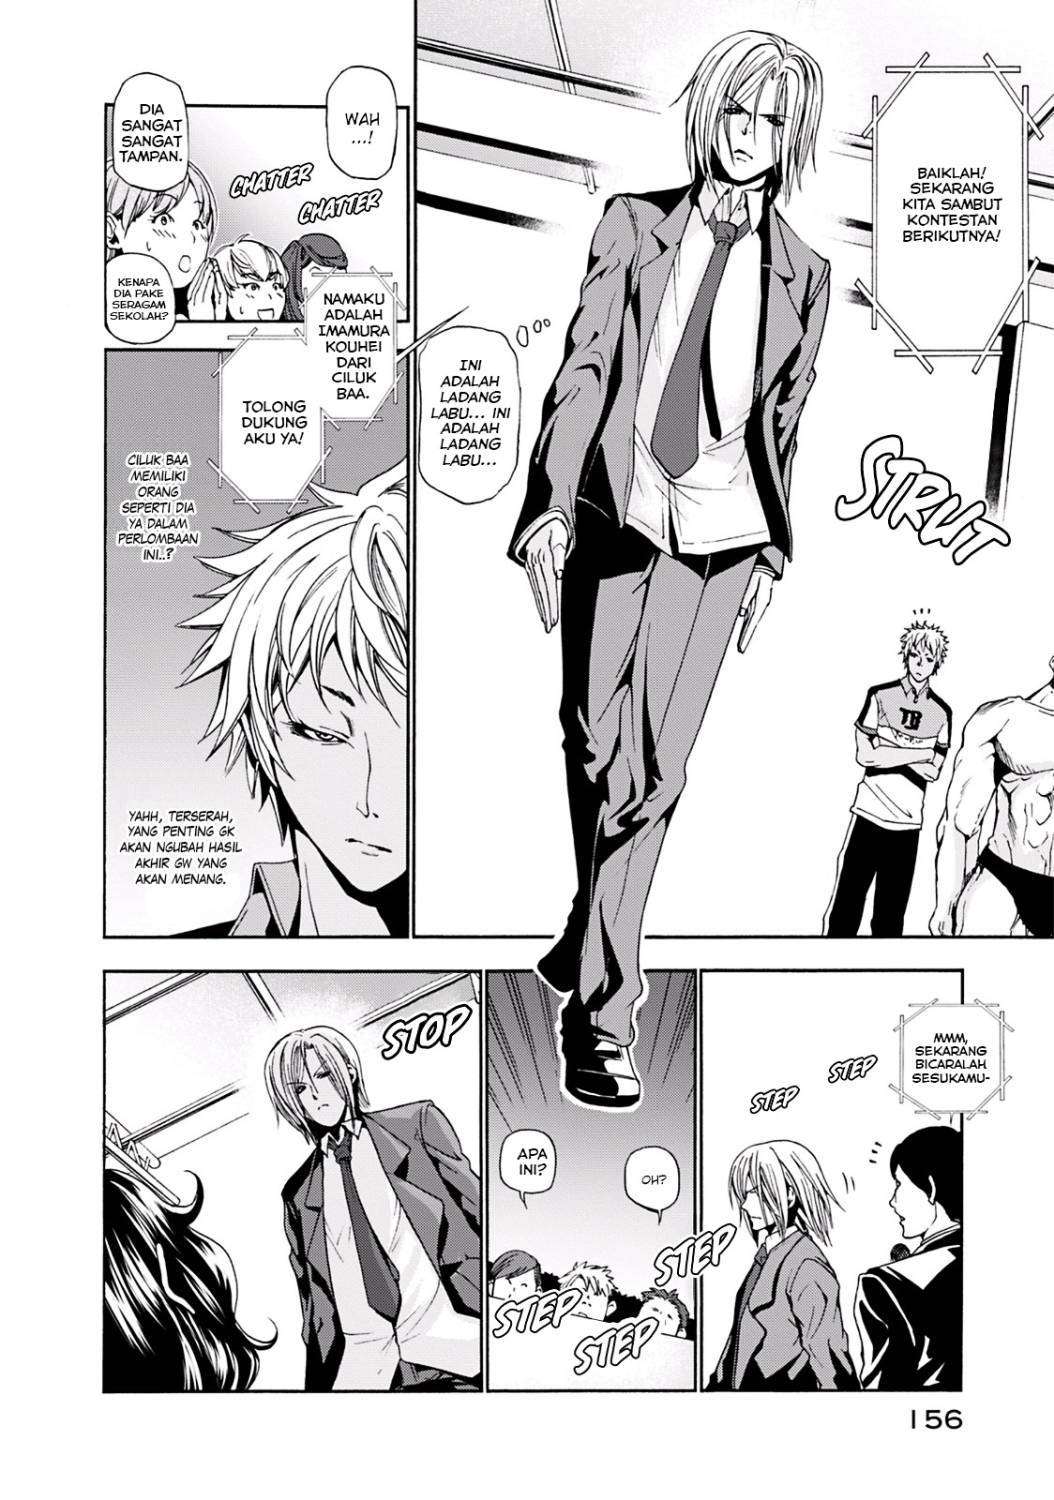 BAIKLAH!
SEKARANG
KITA SAMBUT
KONTESTAN
BERIKUTNYA!
STRUT
INI
ADALAH
LADANG
LABU... INI
ADALAH
LADANG
LABU...
TB
WAH
...!
DIA
SANGAT
SANGAT
TAMPAN.
CHATTER
CHATTER
KENAPA
DIA PAKE
SERAGAM
SEKOLAH?
NAMAKU
ADALAH
IMAMURA
KOUHEI
DARI
CILUK
BAA.
TOLONG
DUKUNG
AKU YA!
CILUK BAA
MEMILIKI
ORANG
SEPERTI DIA
YA DALAM
PERLOMBAAN
INI..?
YAHH, TERSERAH,
YANG PENTING GK
AKAN NGUBAH HASIL
AKHIR GW YANG
AKAN MENANG.
MMM,
SEKARANG
BICARALAH
SESUKAMU-
STEP
STEP
OH?
APA
INI?
STEP
STEP
STEP
STOP
156